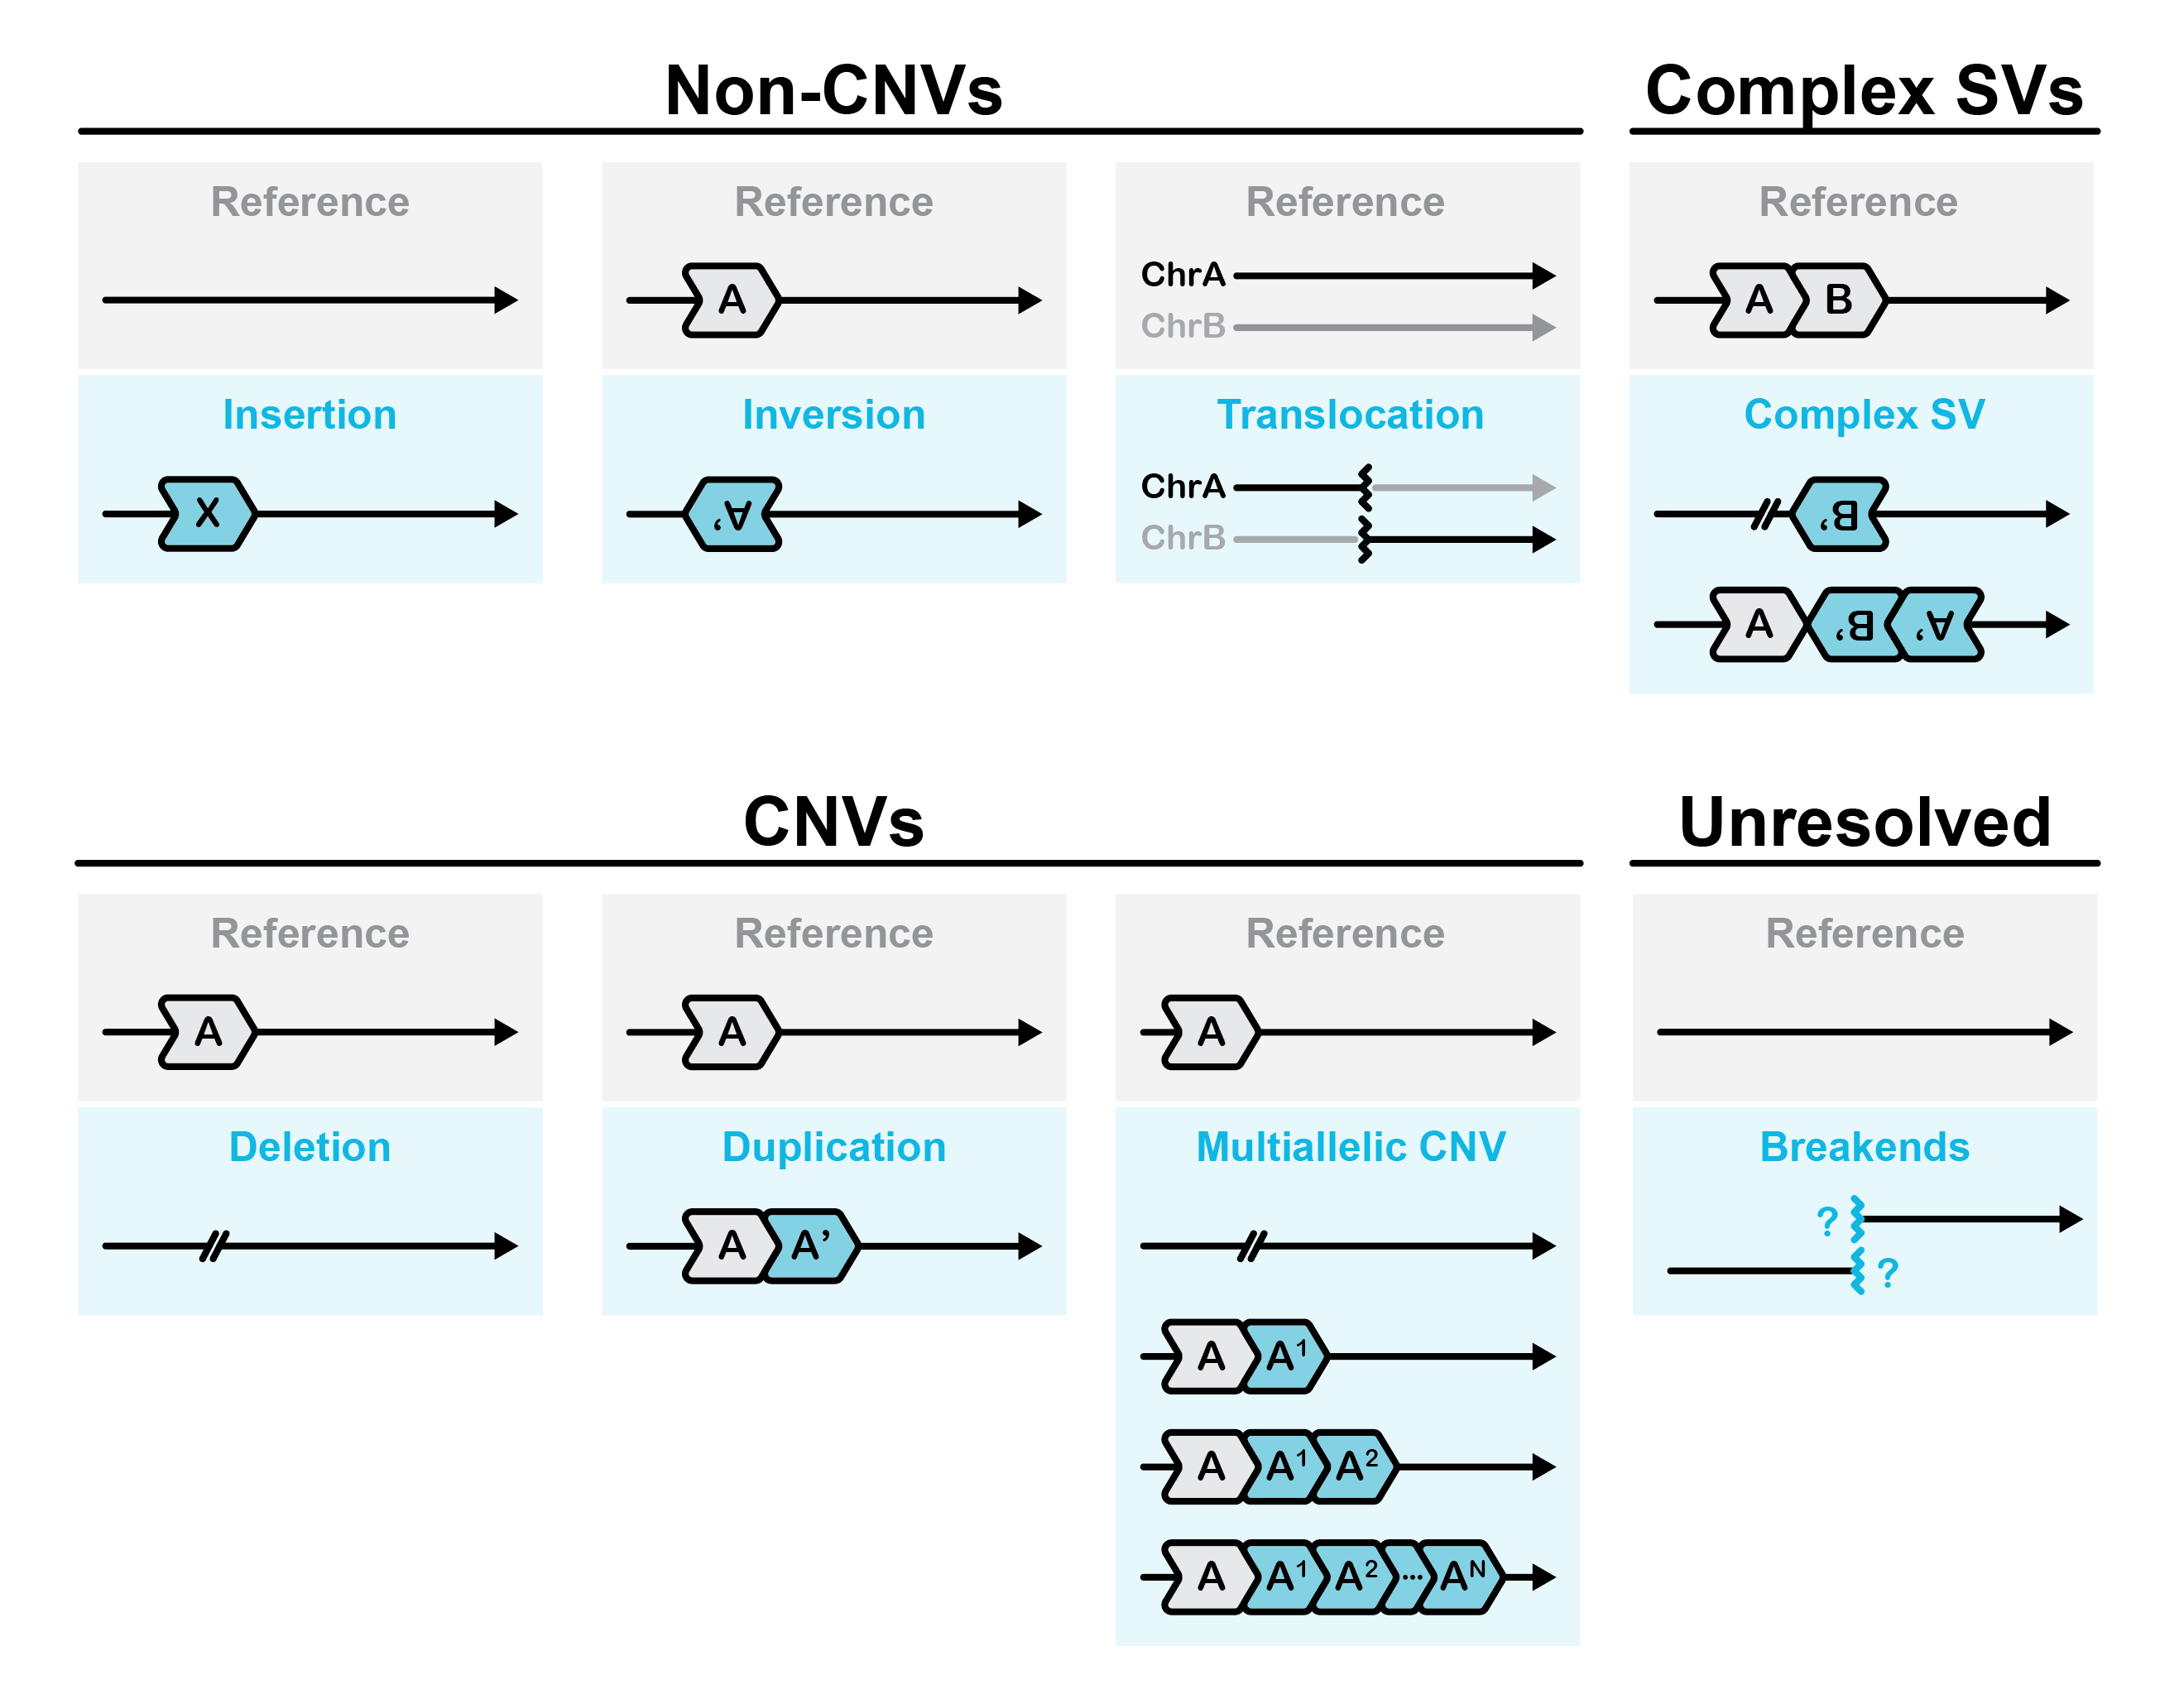 Non-CNVs
Complex SVs
Reference
Reference
Reference
Reference
A
ChrA
ChrB
A B
Insertion
Inversion
Translocation
Complex SV
X
A’
ChrA
ChrB
B’
A B’ A’
CNVs
Unresolved
Reference
Reference
Reference
Reference
A
A
A
Deletion
Duplication
Multiallelic CNV
Breakends
A A’
?
?
A A¹
A A¹ A²
A A¹ A² ... Aᴺ